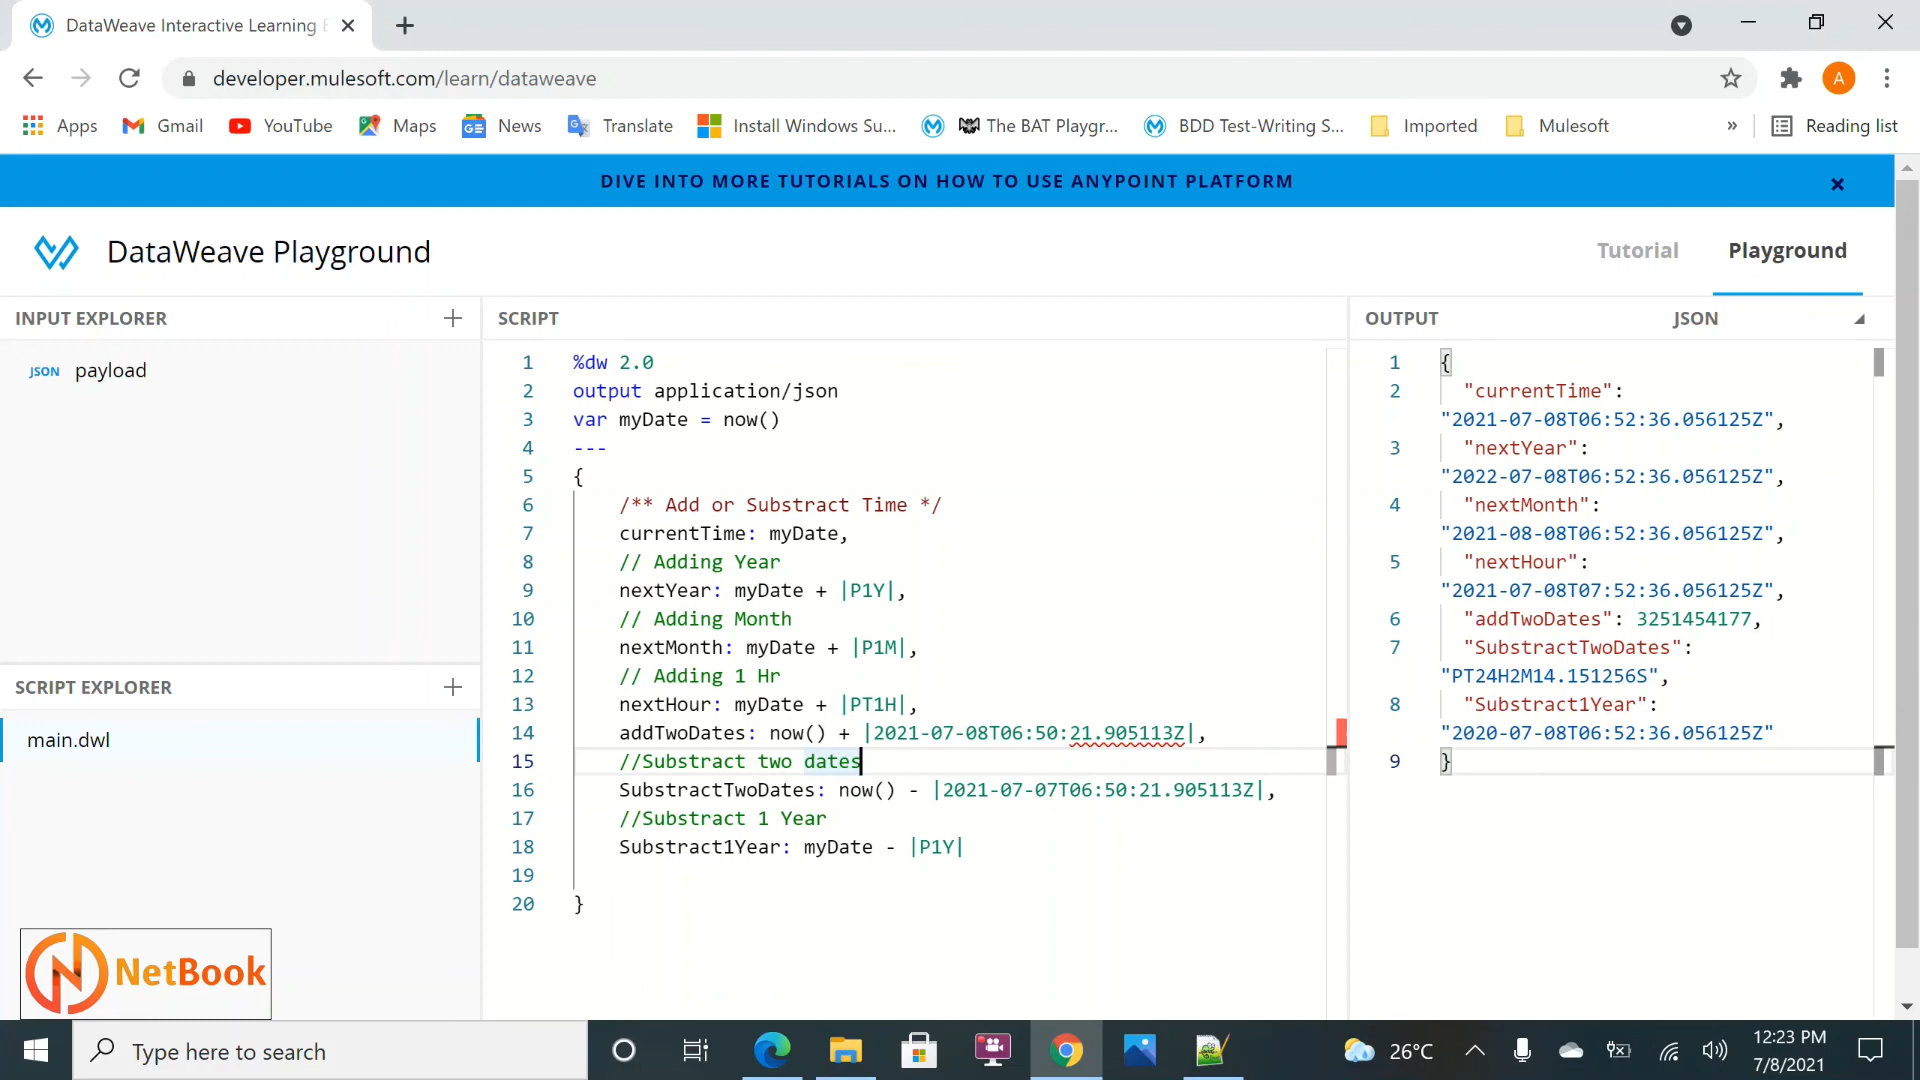 DataWeave Interactive Learning E
developer.mulesoft.com/learn/dataweave
Apps
Gmail
YouTube
Maps
News
Translate
Install Windows Su...
The BAT Playgr...
BDD Test-Writing S...
Imported
Mulesoft
»
Reading list
A
DIVE INTO MORE TUTORIALS ON HOW TO USE ANYPOINT PLATFORM
DataWeave Playground
Tutorial
Playground
INPUT EXPLORER
JSON payload
SCRIPT EXPLORER
main.dwl
NetBook
SCRIPT
1 %dw 2.0
2 output application/json
3 var myDate = now()
4 ---
5 {
6 /** Add or Substract Time */
7 currentTime: myDate,
8 // Adding Year
9 nextYear: myDate + |P1Y|,
10 // Adding Month
11 nextMonth: myDate + |P1M|,
12 // Adding 1 Hr
13 nextHour: myDate + |PT1H|,
14 addTwoDates: now() + |2021-07-08T06:50:21.905113Z|,
15 //Substract two dates
16 SubstractTwoDates: now() - |2021-07-07T06:50:21.905113Z|,
17 //Substract 1 Year
18 Substract1Year: myDate - |P1Y|
19
20 }
OUTPUT
JSON
1 {
2 "currentTime":
"2021-07-08T06:52:36.056125Z",
3 "nextYear":
"2022-07-08T06:52:36.056125Z",
4 "nextMonth":
"2021-08-08T06:52:36.056125Z",
5 "nextHour":
"2021-07-08T07:52:36.056125Z",
6 "addTwoDates": 3251454177,
7 "SubstractTwoDates":
"PT24H2M14.151256S",
8 "Substract1Year":
"2020-07-08T06:52:36.056125Z"
9 }
Type here to search
26°C
12:23 PM
7/8/2021